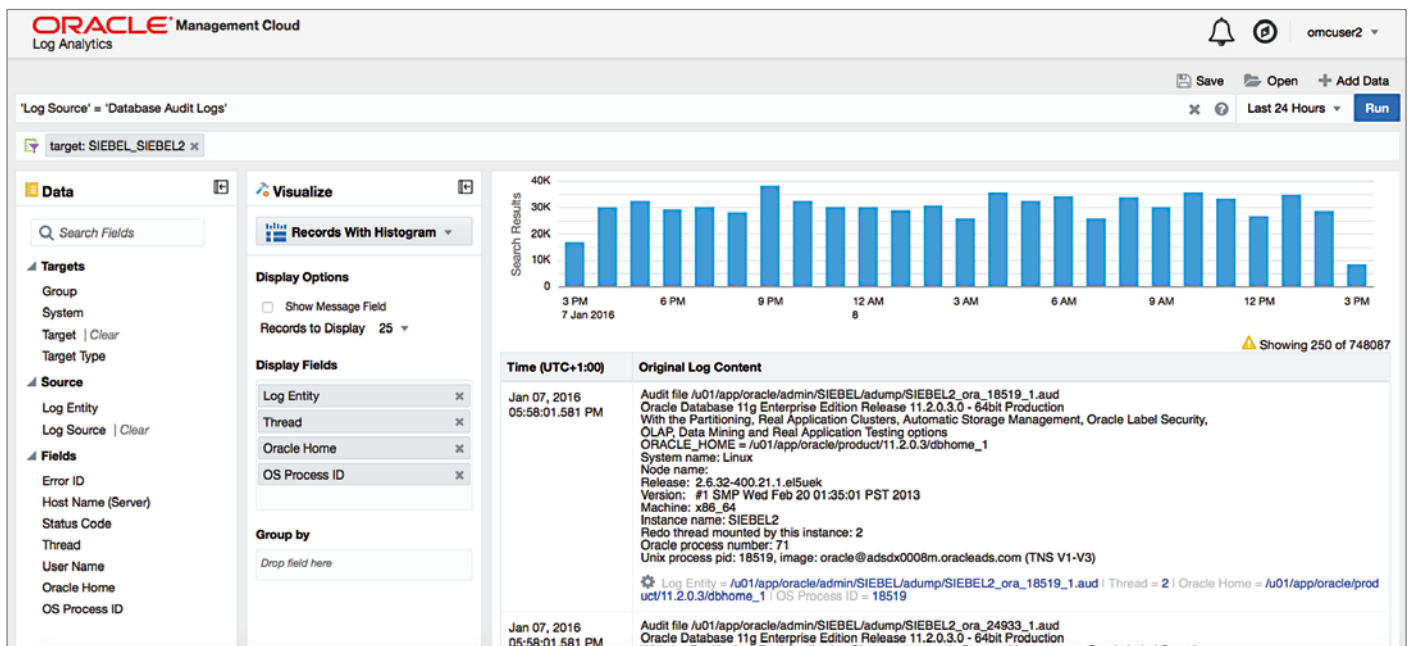 ORACLE Management Cloud
Log Analytics
omcuser2
Save Open Add Data
'Log Source' = 'Database Audit Logs'
Last 24 Hours Run
target: SIEBEL_SIEBEL2
Data
Search Fields
Targets
Group
System
Target | Clear
Target Type
Source
Log Entity
Log Source | Clear
Fields
Error ID
Host Name (Server)
Status Code
Thread
User Name
Oracle Home
OS Process ID
Visualize
Records With Histogram
Display Options
Show Message Field
Records to Display 25
Display Fields
Log Entity
Thread
Oracle Home
OS Process ID
Group by
Drop field here
Search Results
40K
30K
20K
10K
0
3 PM 6 PM 9 PM 12 AM 3 AM 6 AM 9 AM 12 PM 3 PM
7 Jan 2016 8
Showing 250 of 748087
Time (UTC+1:00) Original Log Content
Jan 07, 2016
05:58:01.581 PM
Audit file /u01/app/oracle/admin/SIEBEL/adump/SIEBEL2_ora_18519_1.aud
Oracle Database 11g Enterprise Edition Release 11.2.0.3.0 - 64bit Production
With the Partitioning, Real Application Clusters, Automatic Storage Management, Oracle Label Security,
OLAP, Data Mining and Real Application Testing options
ORACLE_HOME = /u01/app/oracle/product/11.2.0.3/dbhome_1
System name: Linux
Node name:
Release: 2.6.32-400.21.1.el5uek
Version: #1 SMP Wed Feb 20 01:35:01 PST 2013
Machine: x86_64
Instance name: SIEBEL2
Redo thread mounted by this instance: 2
Oracle process number: 71
Unix process pid: 18519, image: oracle@adsdx0008m.oracleads.com (TNS V1-V3)
Log Entity = /u01/app/oracle/admin/SIEBEL/adump/SIEBEL2_ora_18519_1.aud | Thread = 2 | Oracle Home = /u01/app/oracle/prod
uct/11.2.0.3/dbhome_1 | OS Process ID = 18519
Jan 07, 2016
05:58:01.581 PM
Audit file /u01/app/oracle/admin/SIEBEL/adump/SIEBEL2_ora_24933_1.aud
Oracle Database 11g Enterprise Edition Release 11.2.0.3.0 - 64bit Production